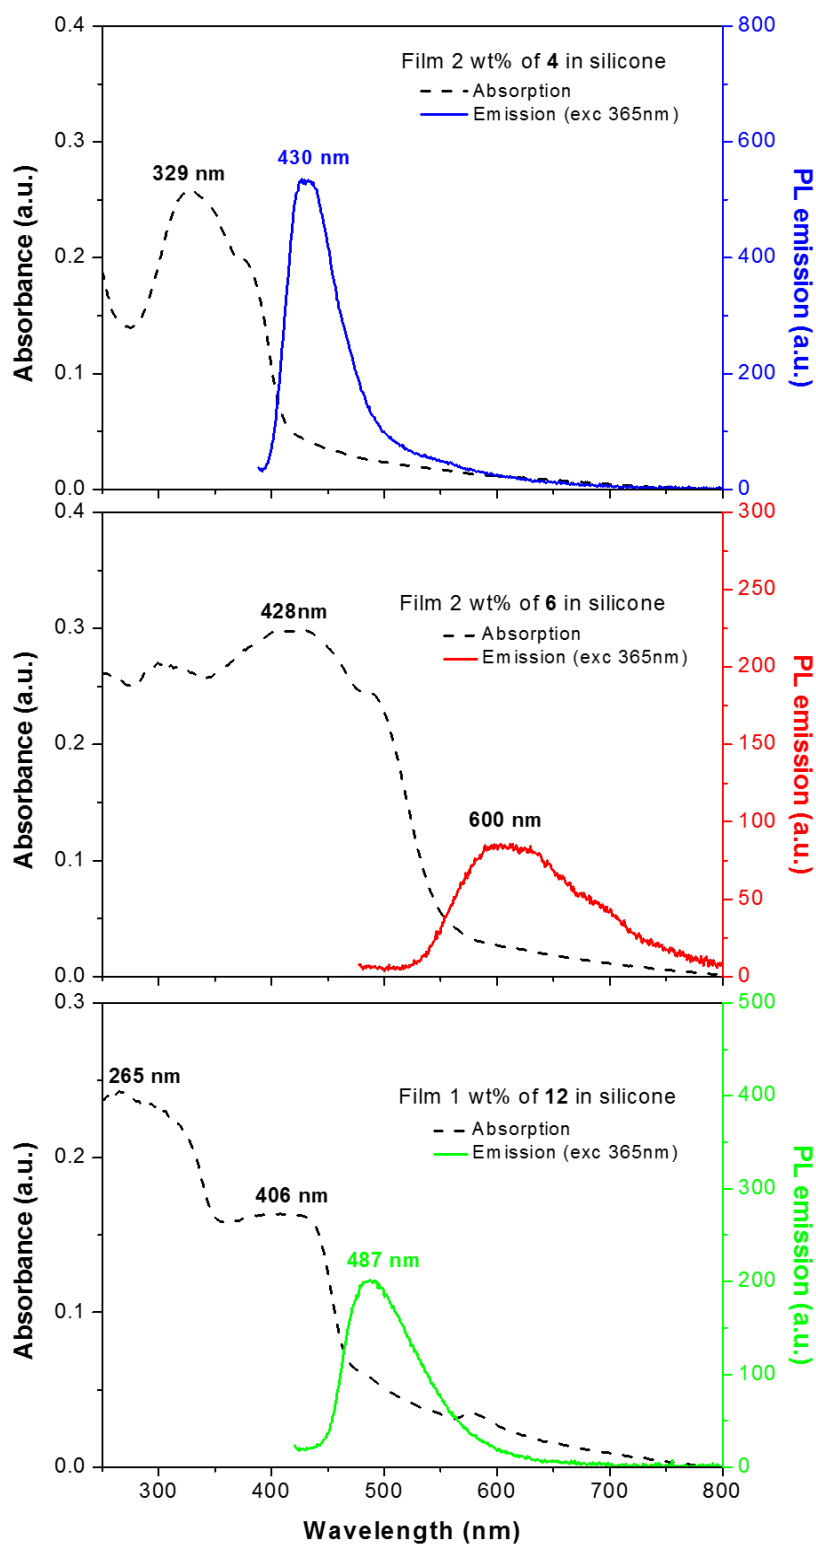 0.4
0.3
0.2
0.1
0.0
Absorbance (a.u.)
Film 2 wt% of 4 in silicone
Absorption
Emission (exc 365nm)
329 nm
430 nm
800
600
400
200
0
PL emission (a.u.)
0.4
0.3
0.2
0.1
0.0
Absorbance (a.u.)
Film 2 wt% of 6 in silicone
Absorption
Emission (exc 365nm)
428nm
600 nm
300
250
200
150
100
50
0
PL emission (a.u.)
0.3
0.2
0.1
0.0
Absorbance (a.u.)
Film 1 wt% of 12 in silicone
Absorption
Emission (exc 365nm)
265 nm
406 nm
487 nm
500
400
300
200
100
0
PL emission (a.u.)
300 400 500 600 700 800
Wavelength (nm)